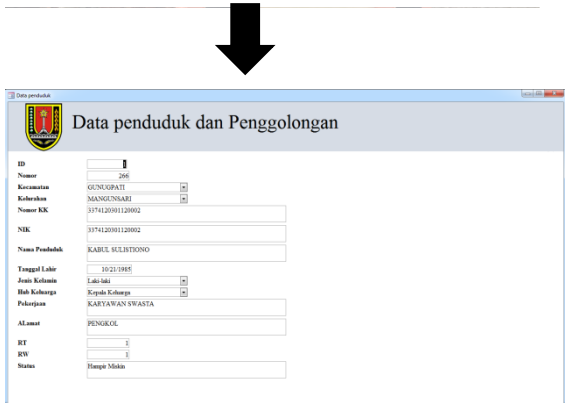 Data penduduk
Data penduduk dan Penggolongan
ID 1
Nomor 266
Kecamatan GUNUGPATI
Kelurahan MANGUNSARI
Nomor KK 3374120301120002
NIK 3374120301120002
Nama Penduduk KABUL SULISTIONO
Tanggal Lahir 10/21/1985
Jenis Kelamin Laki-laki
Hub Keluarga Kepala Keluarga
Pekerjaan KARYAWAN SWASTA
ALamat PENGKOL
RT 1
RW 1
Status Hampir Miskin